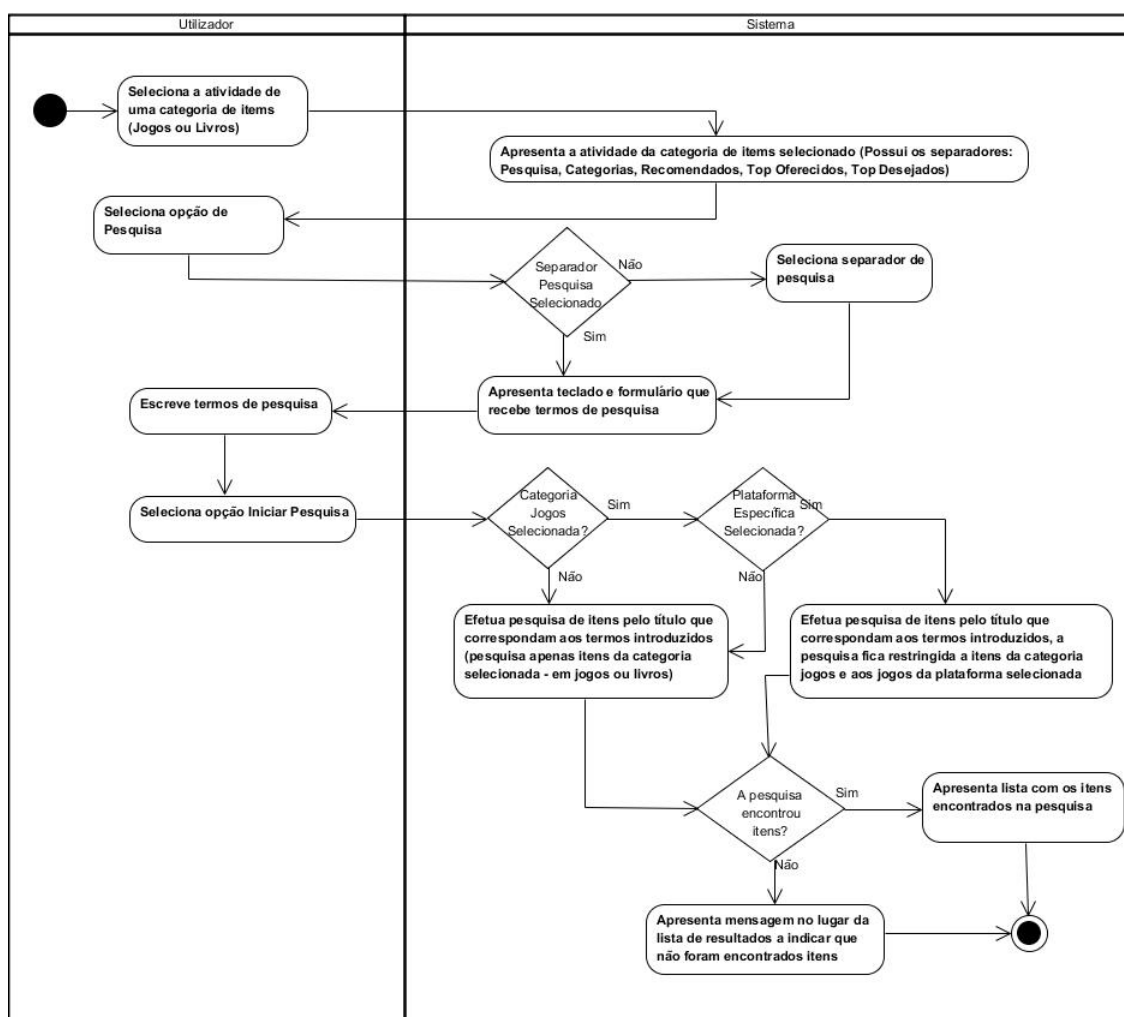 Utilizador
Sistema
Seleciona a atividade de
uma categoria de items
(Jogos ou Livros)
Apresenta a atividade da categoria de items selecionado (Possui os separadores:
Pesquisa, Categorias, Recomendados, Top Oferecidos, Top Desejados)
Seleciona opção de
Pesquisa
Separador
Pesquisa
Selecionado
Não
Sim
Seleciona separador de
pesquisa
Apresenta teclado e formulário que
recebe termos de pesquisa
Escreve termos de pesquisa
Seleciona opção Iniciar Pesquisa
Categoria
Jogos
Selecionada?
Sim
Não
Plataforma
Específica
Selecionada?
Sim
Não
Efetua pesquisa de itens pelo título que
correspondam aos termos introduzidos
(pesquisa apenas itens da categoria
selecionada - em jogos ou livros)
Efetua pesquisa de itens pelo título que
correspondam aos termos introduzidos, a
pesquisa fica restringida a itens da categoria
jogos e aos jogos da plataforma selecionada
A pesquisa
encontrou
itens?
Sim
Não
Apresenta lista com os itens
encontrados na pesquisa
Apresenta mensagem no lugar da
lista de resultados a indicar que
não foram encontrados itens